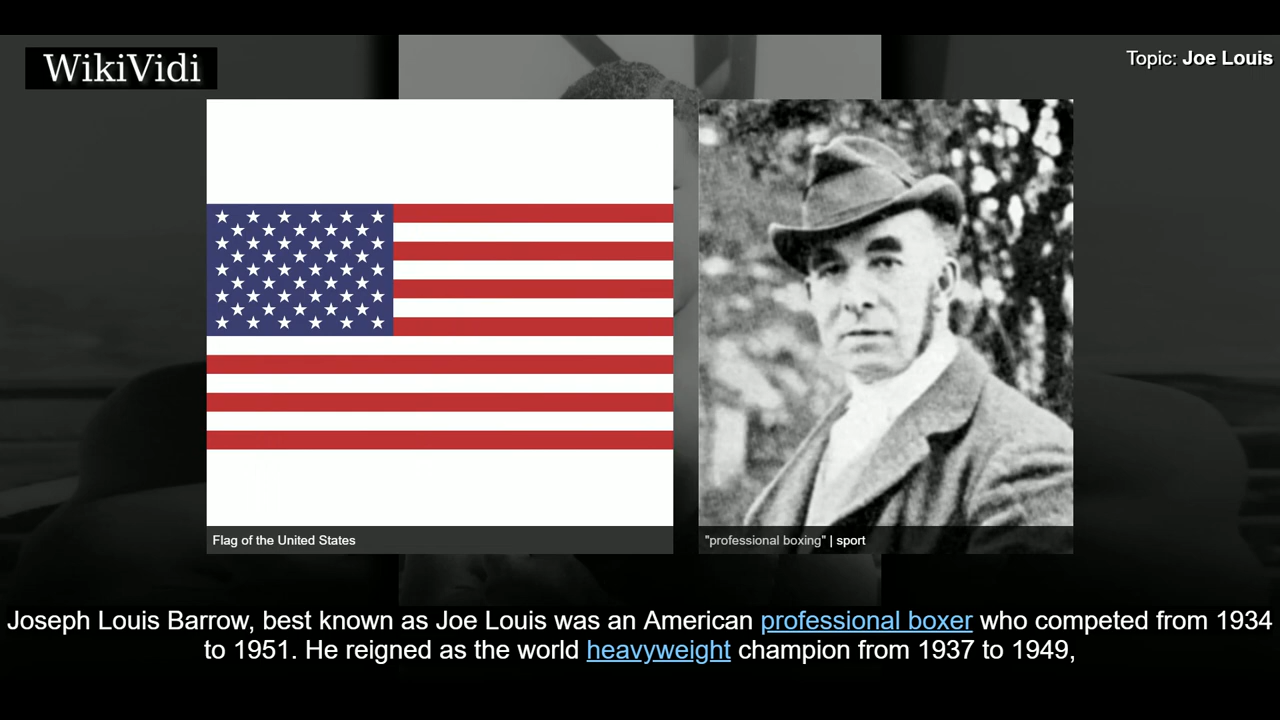 WikiVidi
Topic: Joe Louis
Flag of the United States
"professional boxing" | sport
Joseph Louis Barrow, best known as Joe Louis was an American professional boxer who competed from 1934
to 1951. He reigned as the world heavyweight champion from 1937 to 1949,